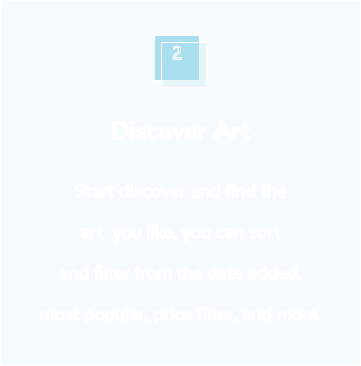 2
Discover Art
Start discover and find the
art you like, you can sort
and filter from the date added,
most popular, price filter, and more.